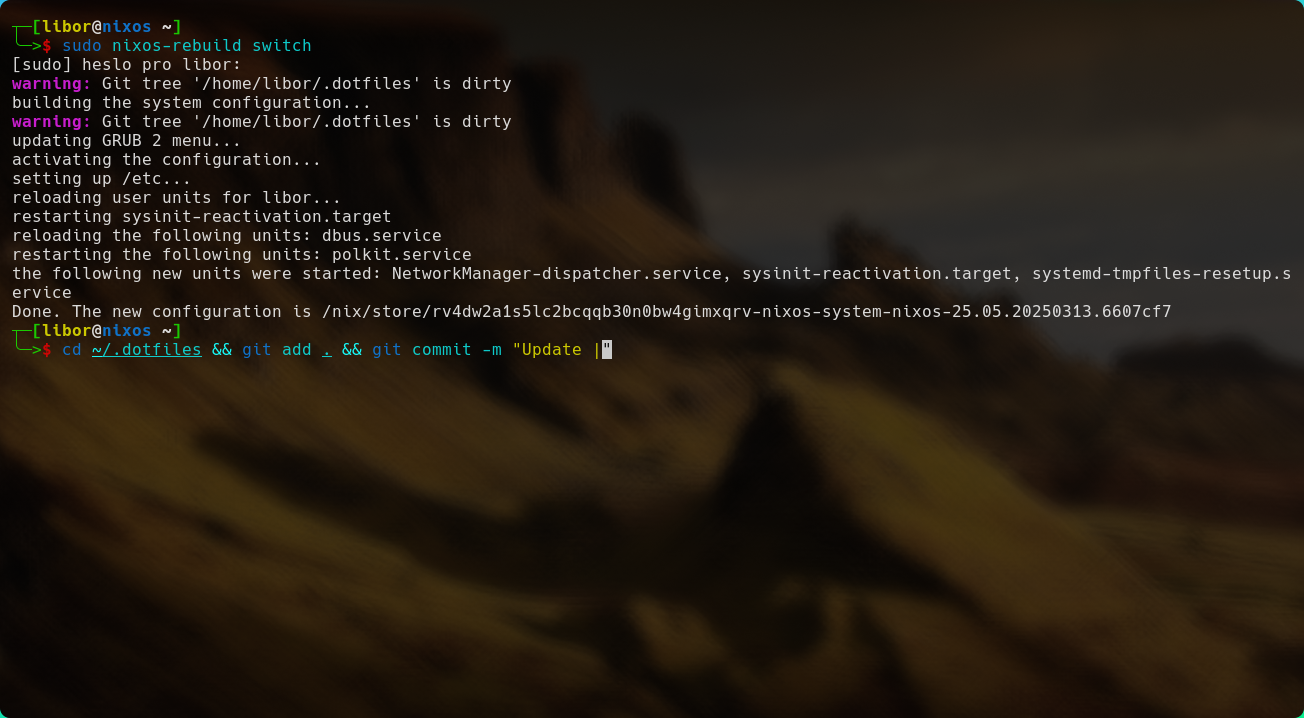 ┬─[libor@nixos ~]
╰─>$ sudo nixos-rebuild switch
[sudo] heslo pro libor:
warning: Git tree '/home/libor/.dotfiles' is dirty
building the system configuration...
warning: Git tree '/home/libor/.dotfiles' is dirty
updating GRUB 2 menu...
activating the configuration...
setting up /etc...
reloading user units for libor...
restarting sysinit-reactivation.target
reloading the following units: dbus.service
restarting the following units: polkit.service
the following new units were started: NetworkManager-dispatcher.service, sysinit-reactivation.target, systemd-tmpfiles-resetup.s
ervice
Done. The new configuration is /nix/store/rv4dw2a1s5lc2bcqqb30n0bw4gimxqrv-nixos-system-nixos-25.05.20250313.6607cf7
┬─[libor@nixos ~]
╰─>$ cd ~/.dotfiles && git add . && git commit -m "Update |"